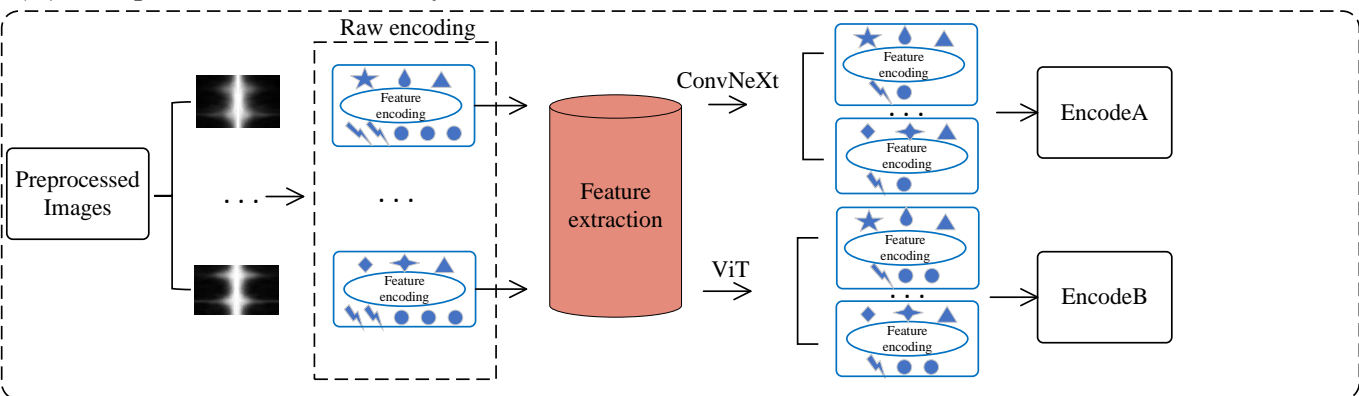 Raw encoding
Preprocessed
Images
. . .
Feature
encoding
. . .
Feature
encoding
Feature
extraction
ConvNeXt
Feature
encoding
. . .
Feature
encoding
EncodeA
ViT
Feature
encoding
. . .
Feature
encoding
EncodeB